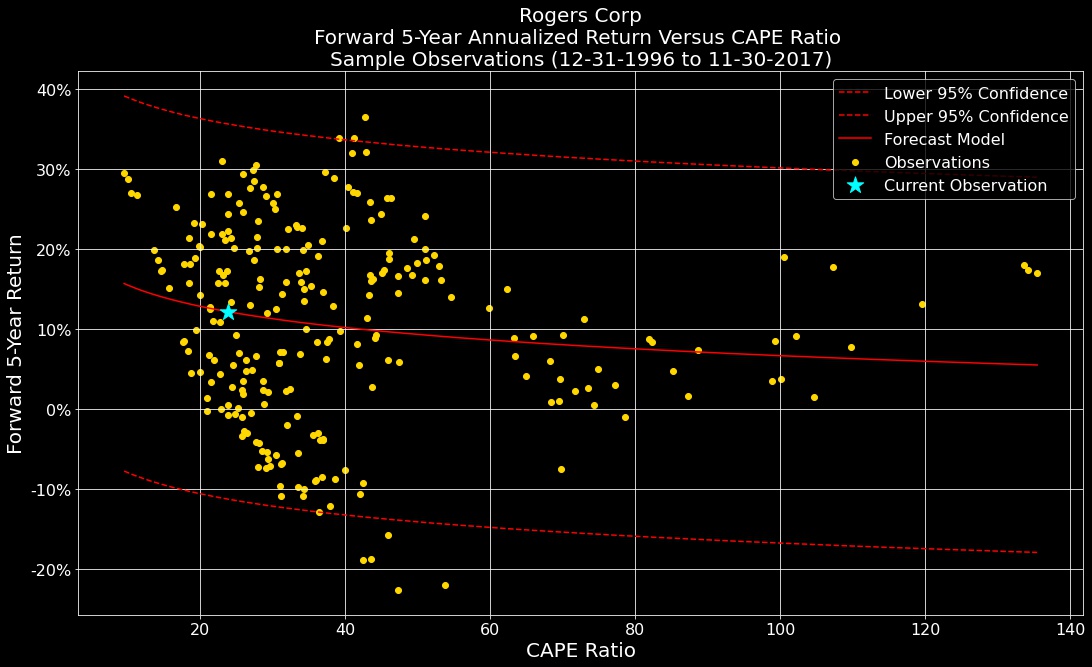 Rogers Corp
Forward 5-Year Annualized Return Versus CAPE Ratio
Sample Observations (12-31-1996 to 11-30-2017)
Lower 95% Confidence
Upper 95% Confidence
Forecast Model
Observations
Current Observation
Forward 5-Year Return
40%
30%
20%
10%
0%
-10%
-20%
20 40 60 80 100 120 140
CAPE Ratio